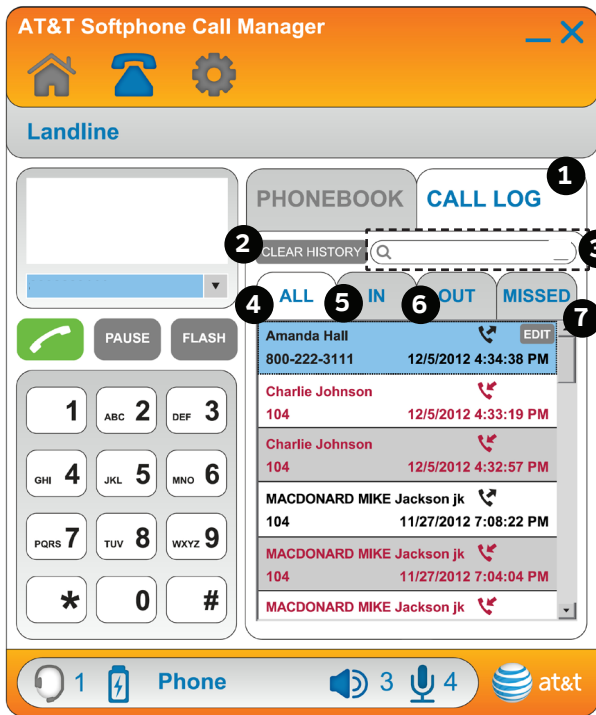 AT&T Softphone Call Manager
Landline
1
PHONEBOOK CALL LOG
2 CLEAR HISTORY 3
4 ALL 5 IN 6 OUT MISSED 7
Amanda Hall EDIT
800-222-3111 12/5/2012 4:34:38 PM
Charlie Johnson
104 12/5/2012 4:33:19 PM
Charlie Johnson
104 12/5/2012 4:32:57 PM
MACDONARD MIKE Jackson jk
104 11/27/2012 7:08:22 PM
MACDONARD MIKE Jackson jk
104 11/27/2012 7:04:04 PM
MACDONARD MIKE Jackson jk
PAUSE FLASH
1 ABC 2 DEF 3
GHI 4 JKL 5 MNO 6
PQRS 7 TUV 8 WXYZ 9
* 0 #
1 Phone 3 4 at&t